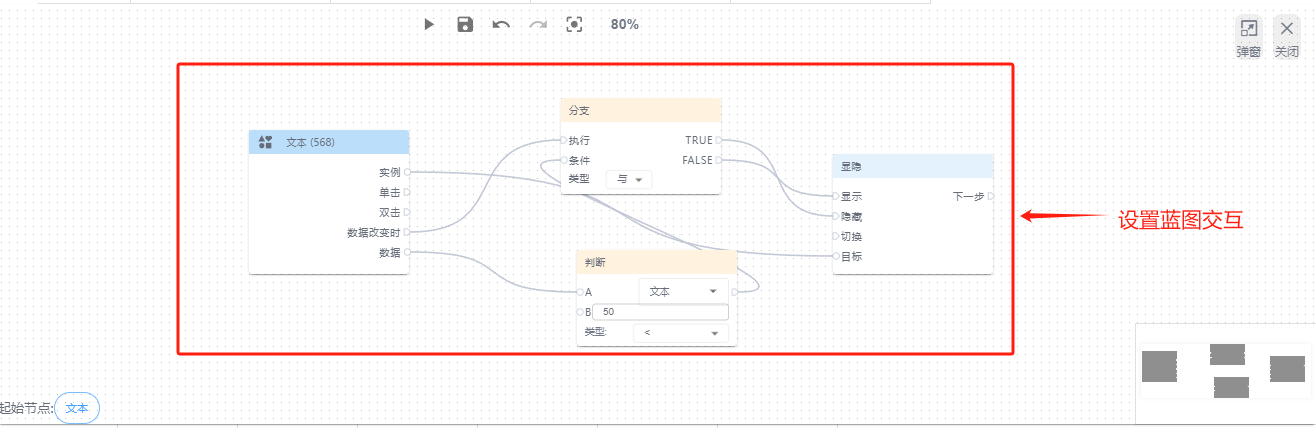 80%
弹窗
关闭
文本 (568)
实例
单击
双击
数据改变时
数据
分支
执行
TRUE
条件
FALSE
类型
与
判断
A
文本
B
50
类型:
<
显隐
显示
下一步
隐藏
切换
目标
设置蓝图交互
起始节点:
文本